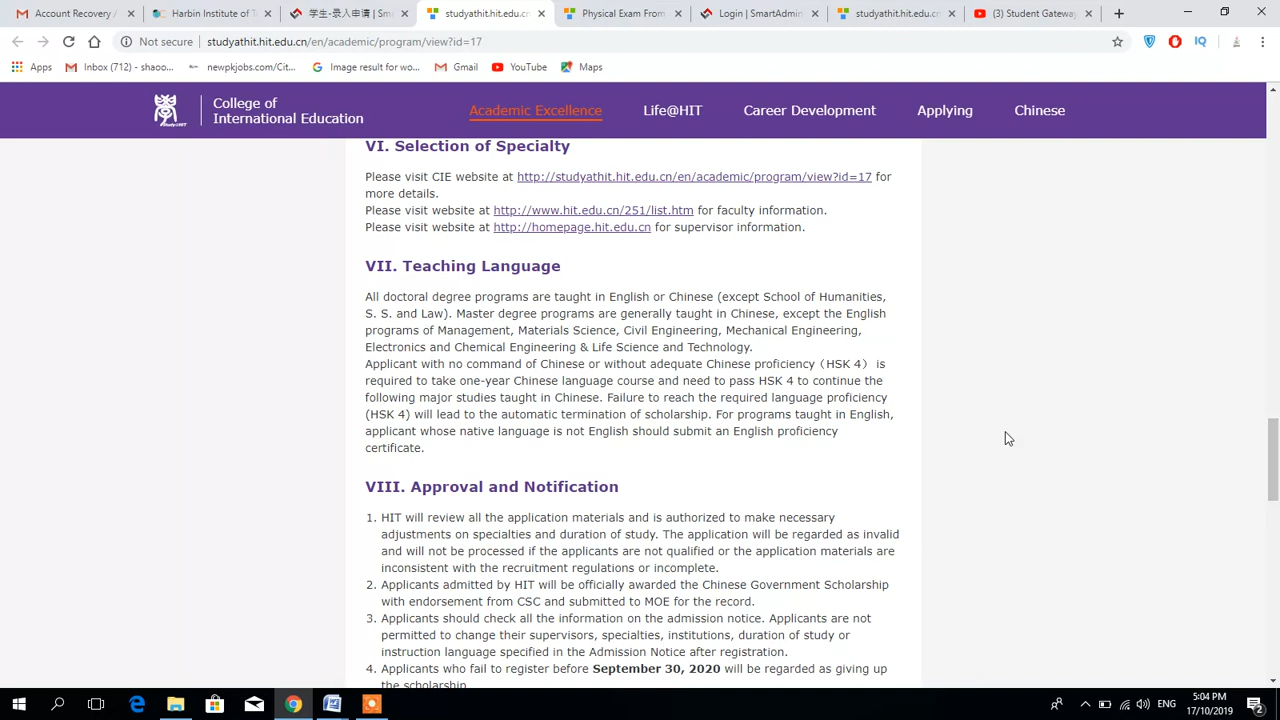 Account Recovery /
Harbin Institute of T
学生-录入申请 | Sma
studyathit.hit.edu.cn
Physical Exam From
Login | SmartAdmin
studyathit.hit.edu.cn
(3) Student Gateway
Not secure | studyathit.hit.edu.cn/en/academic/program/view?id=17
Apps
Inbox (712) - shaoo...
newpkjobs.com/Cit...
Image result for wo...
Gmail
YouTube
Maps
College of
International Education
Academic Excellence
Life@HIT
Career Development
Applying
Chinese
VI. Selection of Specialty
Please visit CIE website at http://studyathit.hit.edu.cn/en/academic/program/view?id=17 for
more details.
Please visit website at http://www.hit.edu.cn/251/list.htm for faculty information.
Please visit website at http://homepage.hit.edu.cn for supervisor information.
VII. Teaching Language
All doctoral degree programs are taught in English or Chinese (except School of Humanities,
S. S. and Law). Master degree programs are generally taught in Chinese, except the English
programs of Management, Materials Science, Civil Engineering, Mechanical Engineering,
Electronics and Chemical Engineering & Life Science and Technology.
Applicant with no command of Chinese or without adequate Chinese proficiency（HSK 4） is
required to take one-year Chinese language course and need to pass HSK 4 to continue the
following major studies taught in Chinese. Failure to reach the required language proficiency
(HSK 4) will lead to the automatic termination of scholarship. For programs taught in English,
applicant whose native language is not English should submit an English proficiency
certificate.
VIII. Approval and Notification
1. HIT will review all the application materials and is authorized to make necessary
adjustments on specialties and duration of study. The application will be regarded as invalid
and will not be processed if the applicants are not qualified or the application materials are
inconsistent with the recruitment regulations or incomplete.
2. Applicants admitted by HIT will be officially awarded the Chinese Government Scholarship
with endorsement from CSC and submitted to MOE for the record.
3. Applicants should check all the information on the admission notice. Applicants are not
permitted to change their supervisors, specialties, institutions, duration of study or
instruction language specified in the Admission Notice after registration.
4. Applicants who fail to register before September 30, 2020 will be regarded as giving up
the scholarship.
ENG
5:04 PM
17/10/2019
2